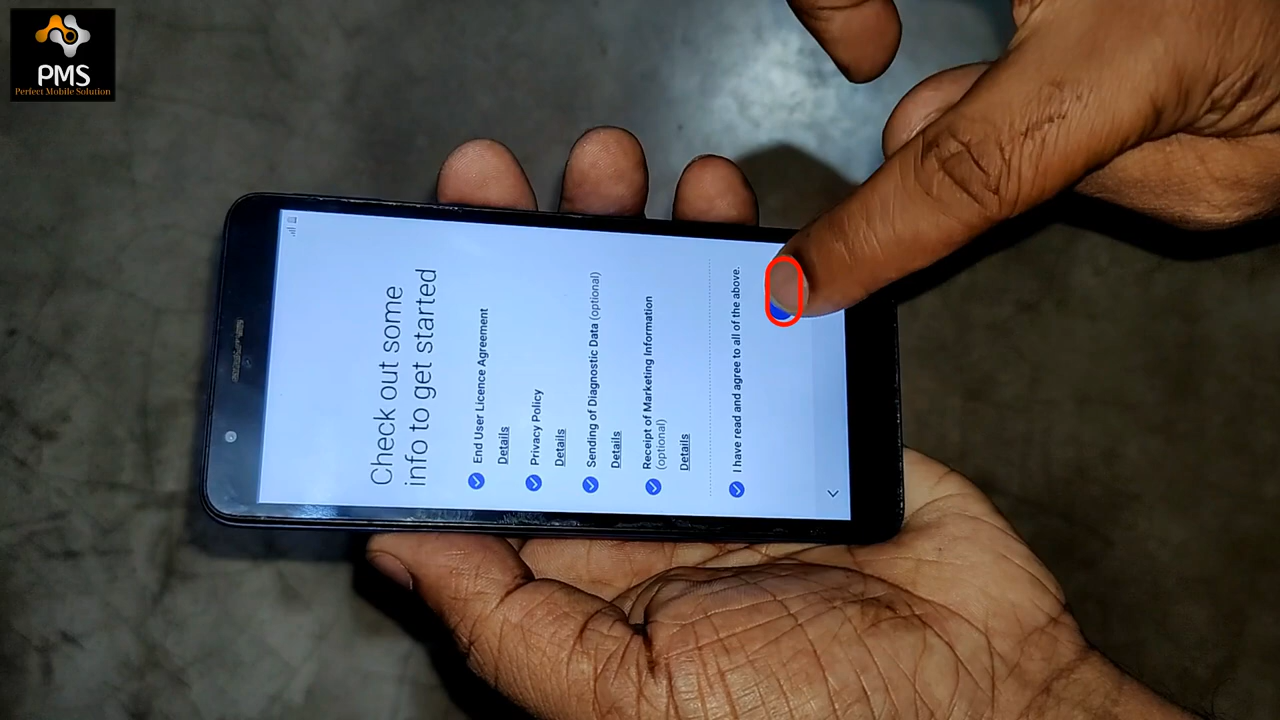 PMS
Perfect Mobile Solution
Check out some
info to get started
End User Licence Agreement
Details
Privacy Policy
Details
Sending of Diagnostic Data (optional)
Details
Receipt of Marketing Information
(optional)
Details
I have read and agree to all of the above.